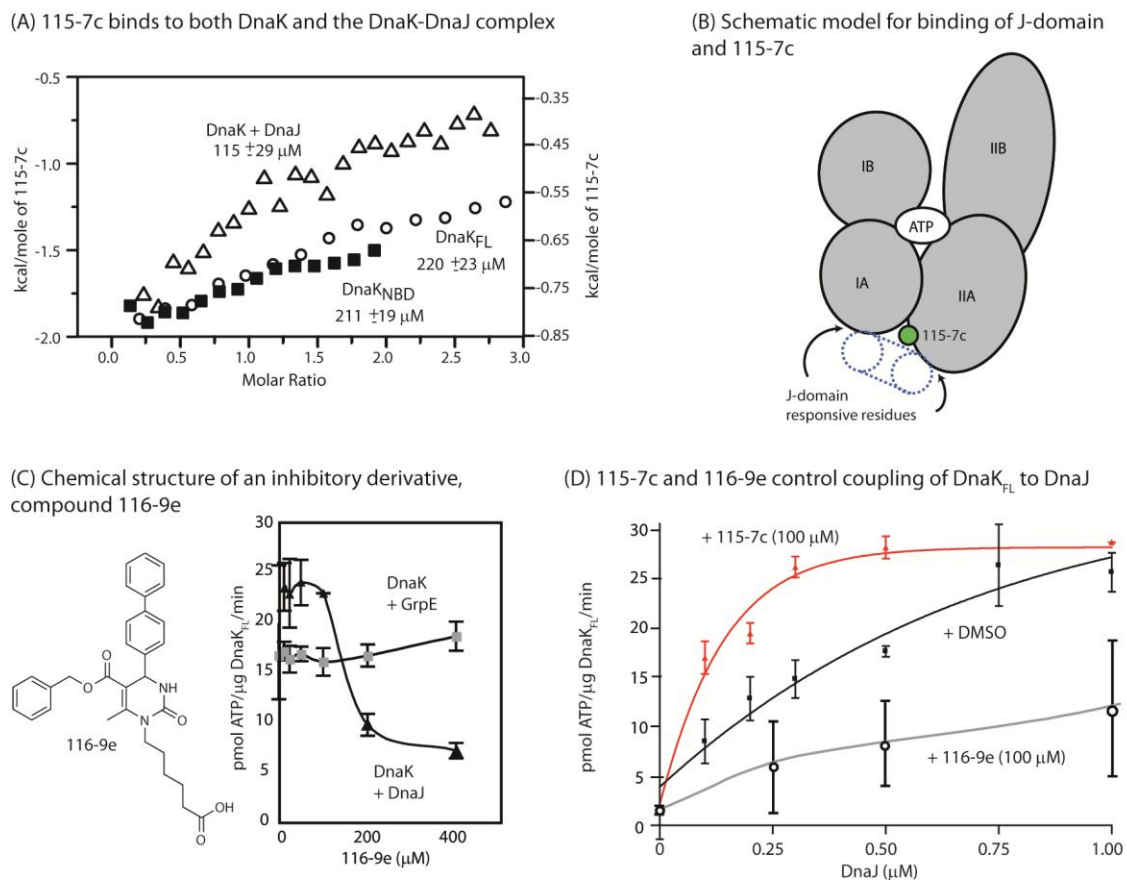 (A) 115-7c binds to both DnaK and the DnaK-DnaJ complex
-0.5
-1.0
-1.5
-2.0
kcal/mole of 115-7c
DnaK + DnaJ
115 ±29 μM
DnaKFL
220 ±23 μM
DnaKNBD
211 ±19 μM
-0.35
-0.45
-0.55
-0.65
-0.75
-0.85
kcal/mole of 115-7c
0.0 0.5 1.0 1.5 2.0 2.5 3.0
Molar Ratio
(B) Schematic model for binding of J-domain
and 115-7c
IB
IIB
ATP
IA
IIA
115-7c
J-domain
responsive residues
(C) Chemical structure of an inhibitory derivative,
compound 116-9e
O
O
NH
N
O
OH
O
116-9e
pmol ATP/μg DnaKFL/min
30
25
20
15
10
5
0
DnaK
+ GrpE
DnaK
+ DnaJ
0 200 400
116-9e (μM)
(D) 115-7c and 116-9e control coupling of DnaKFL to DnaJ
pmol ATP/μg DnaKFL/min
30
25
20
15
10
5
0
+ 115-7c (100 μM)
+ DMSO
+ 116-9e (100 μM)
0 0.25 0.50 0.75 1.00
DnaJ (μM)